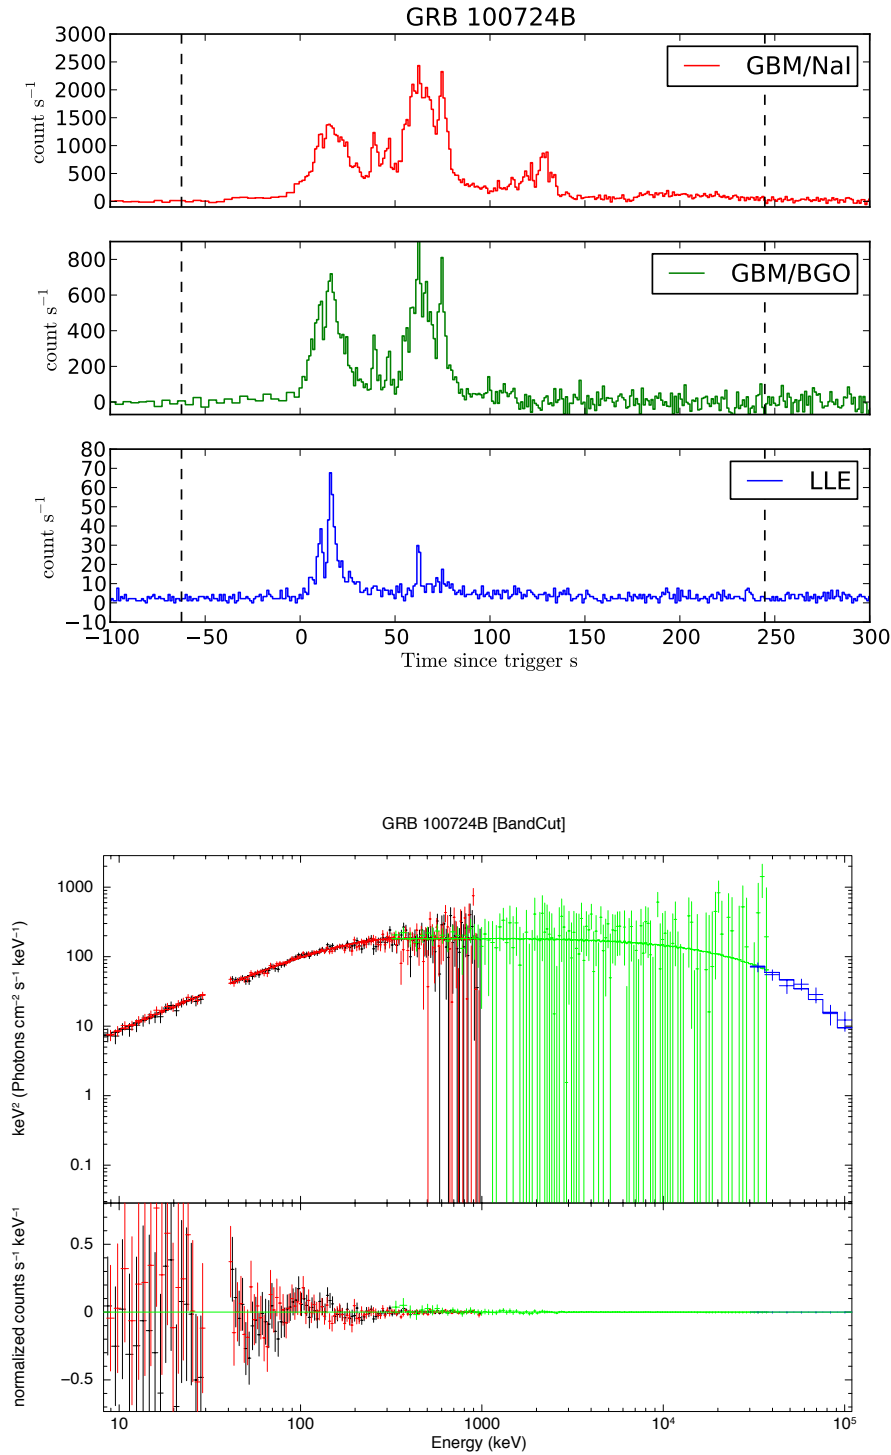 GRB 100724B
3000
2500
2000
1500
1000
500
0
count s⁻¹
GBM/NaI
800
600
400
200
0
count s⁻¹
GBM/BGO
80
70
60
50
40
30
20
10
0
−10
count s⁻¹
LLE
−100 −50 0 50 100 150 200 250 300
Time since trigger s
GRB 100724B [BandCut]
1000
100
10
1
0.1
keV² (Photons cm⁻² s⁻¹ keV⁻¹)
0.5
0
−0.5
normalized counts s⁻¹ keV⁻¹
10 100 1000 10⁴ 10⁵
Energy (keV)